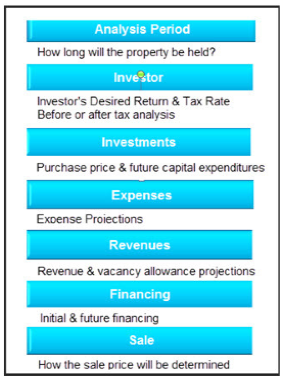 Analysis Period
How long will the property be held?
Investor
Investor's Desired Return & Tax Rate
Before or after tax analysis
Investments
Purchase price & future capital expenditures
Expenses
Expense Projections
Revenues
Revenue & vacancy allowance projections
Financing
Initial & future financing
Sale
How the sale price will be determined